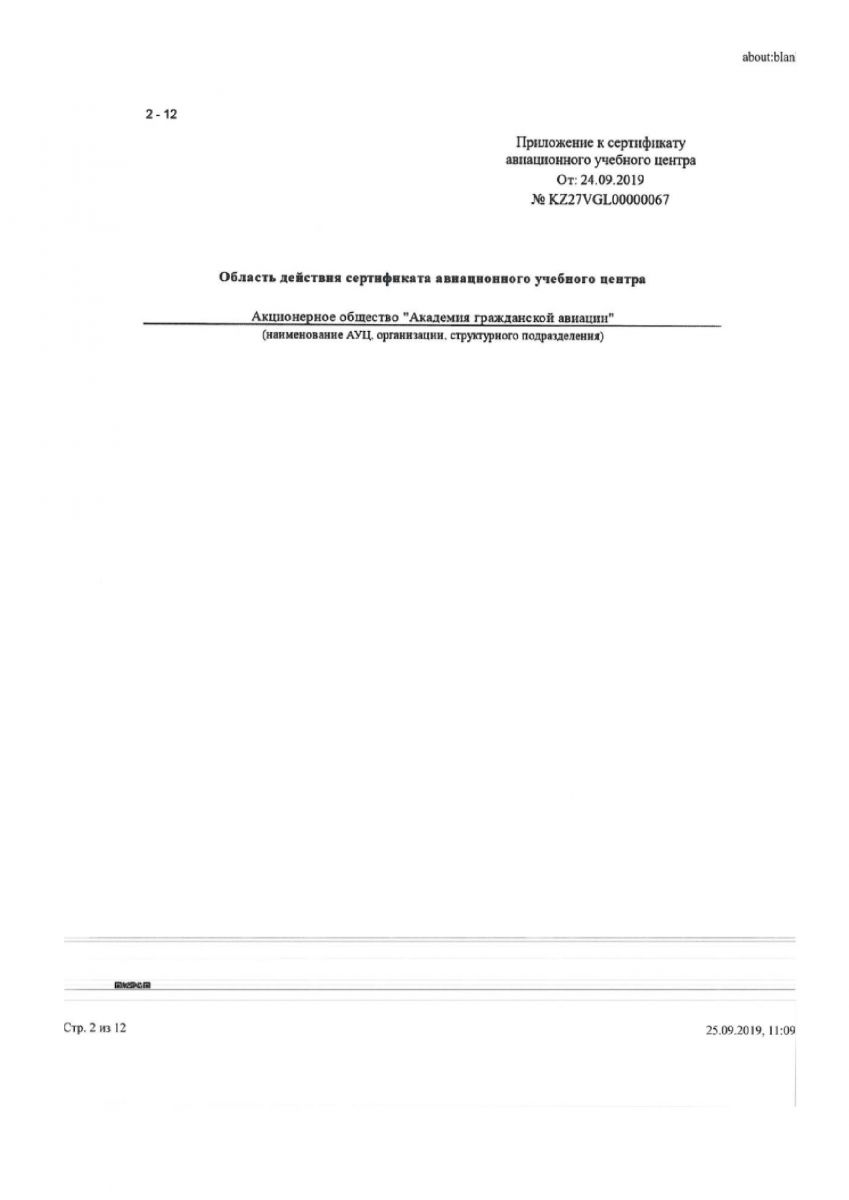 about:blan
2 - 12
Приложение к сертификату
авиационного учебного центра
От: 24.09.2019
№ KZ27VGL00000067
Область действия сертификата авиационного учебного центра
Акционерное общество "Академия гражданской авиации"
(наименование АУЦ, организации, структурного подразделения)
Стр. 2 из 12
25.09.2019, 11:09